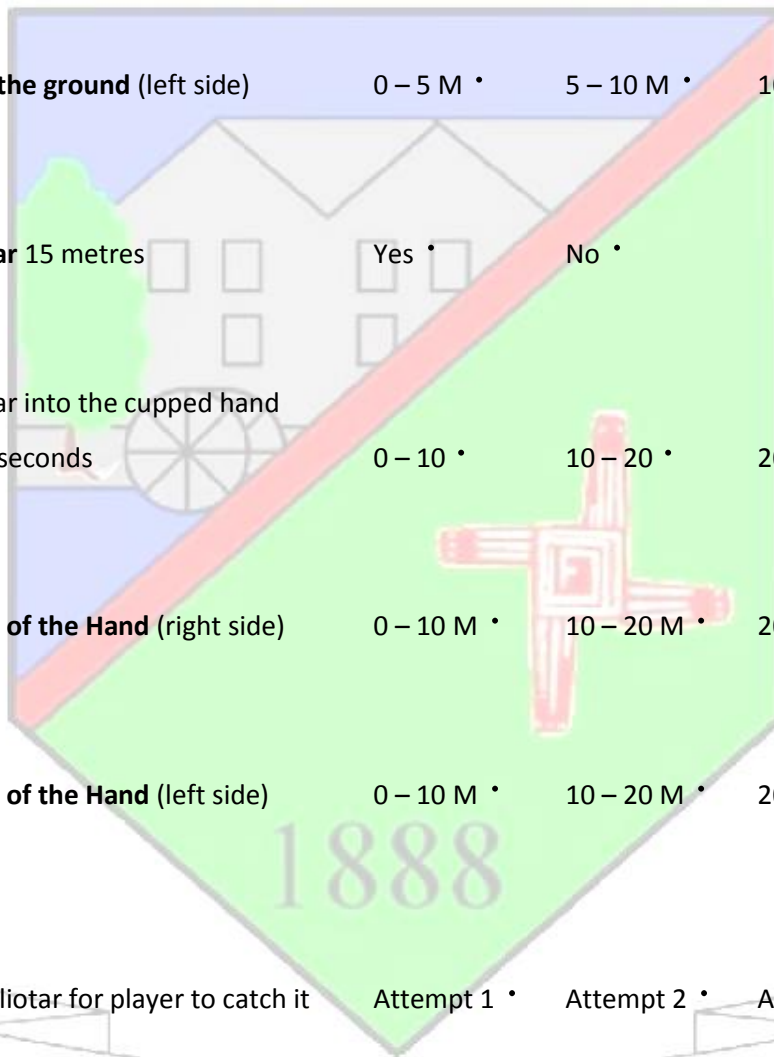 the ground (left side) 0 – 5 M • 5 – 10 M •
15 metres Yes • No •
into the cupped hand
seconds 0 – 10 • 10 – 20 •
of the Hand (right side) 0 – 10 M • 10 – 20 M •
of the Hand (left side) 0 – 10 M • 10 – 20 M •
1888
for player to catch it Attempt 1 • Attempt 2 •